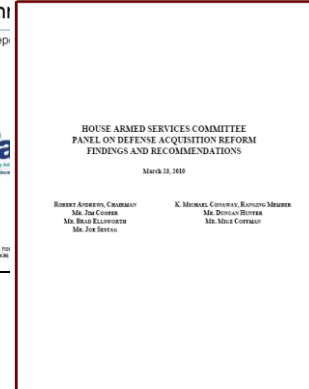 HOUSE ARMED SERVICES COMMITTEE
PANEL ON DEFENSE ACQUISITION REFORM
FINDINGS AND RECOMMENDATIONS
March 23, 2010
ROBERT ANDREWS, CHAIRMAN
MR. JIM COOPER
MR. BRAD ELLSWORTH
MR. JOE SESTAK
K. MICHAEL CONAWAY, RANKING MEMBER
MR. DUNCAN HUNTER
MR. MIKE COFFMAN